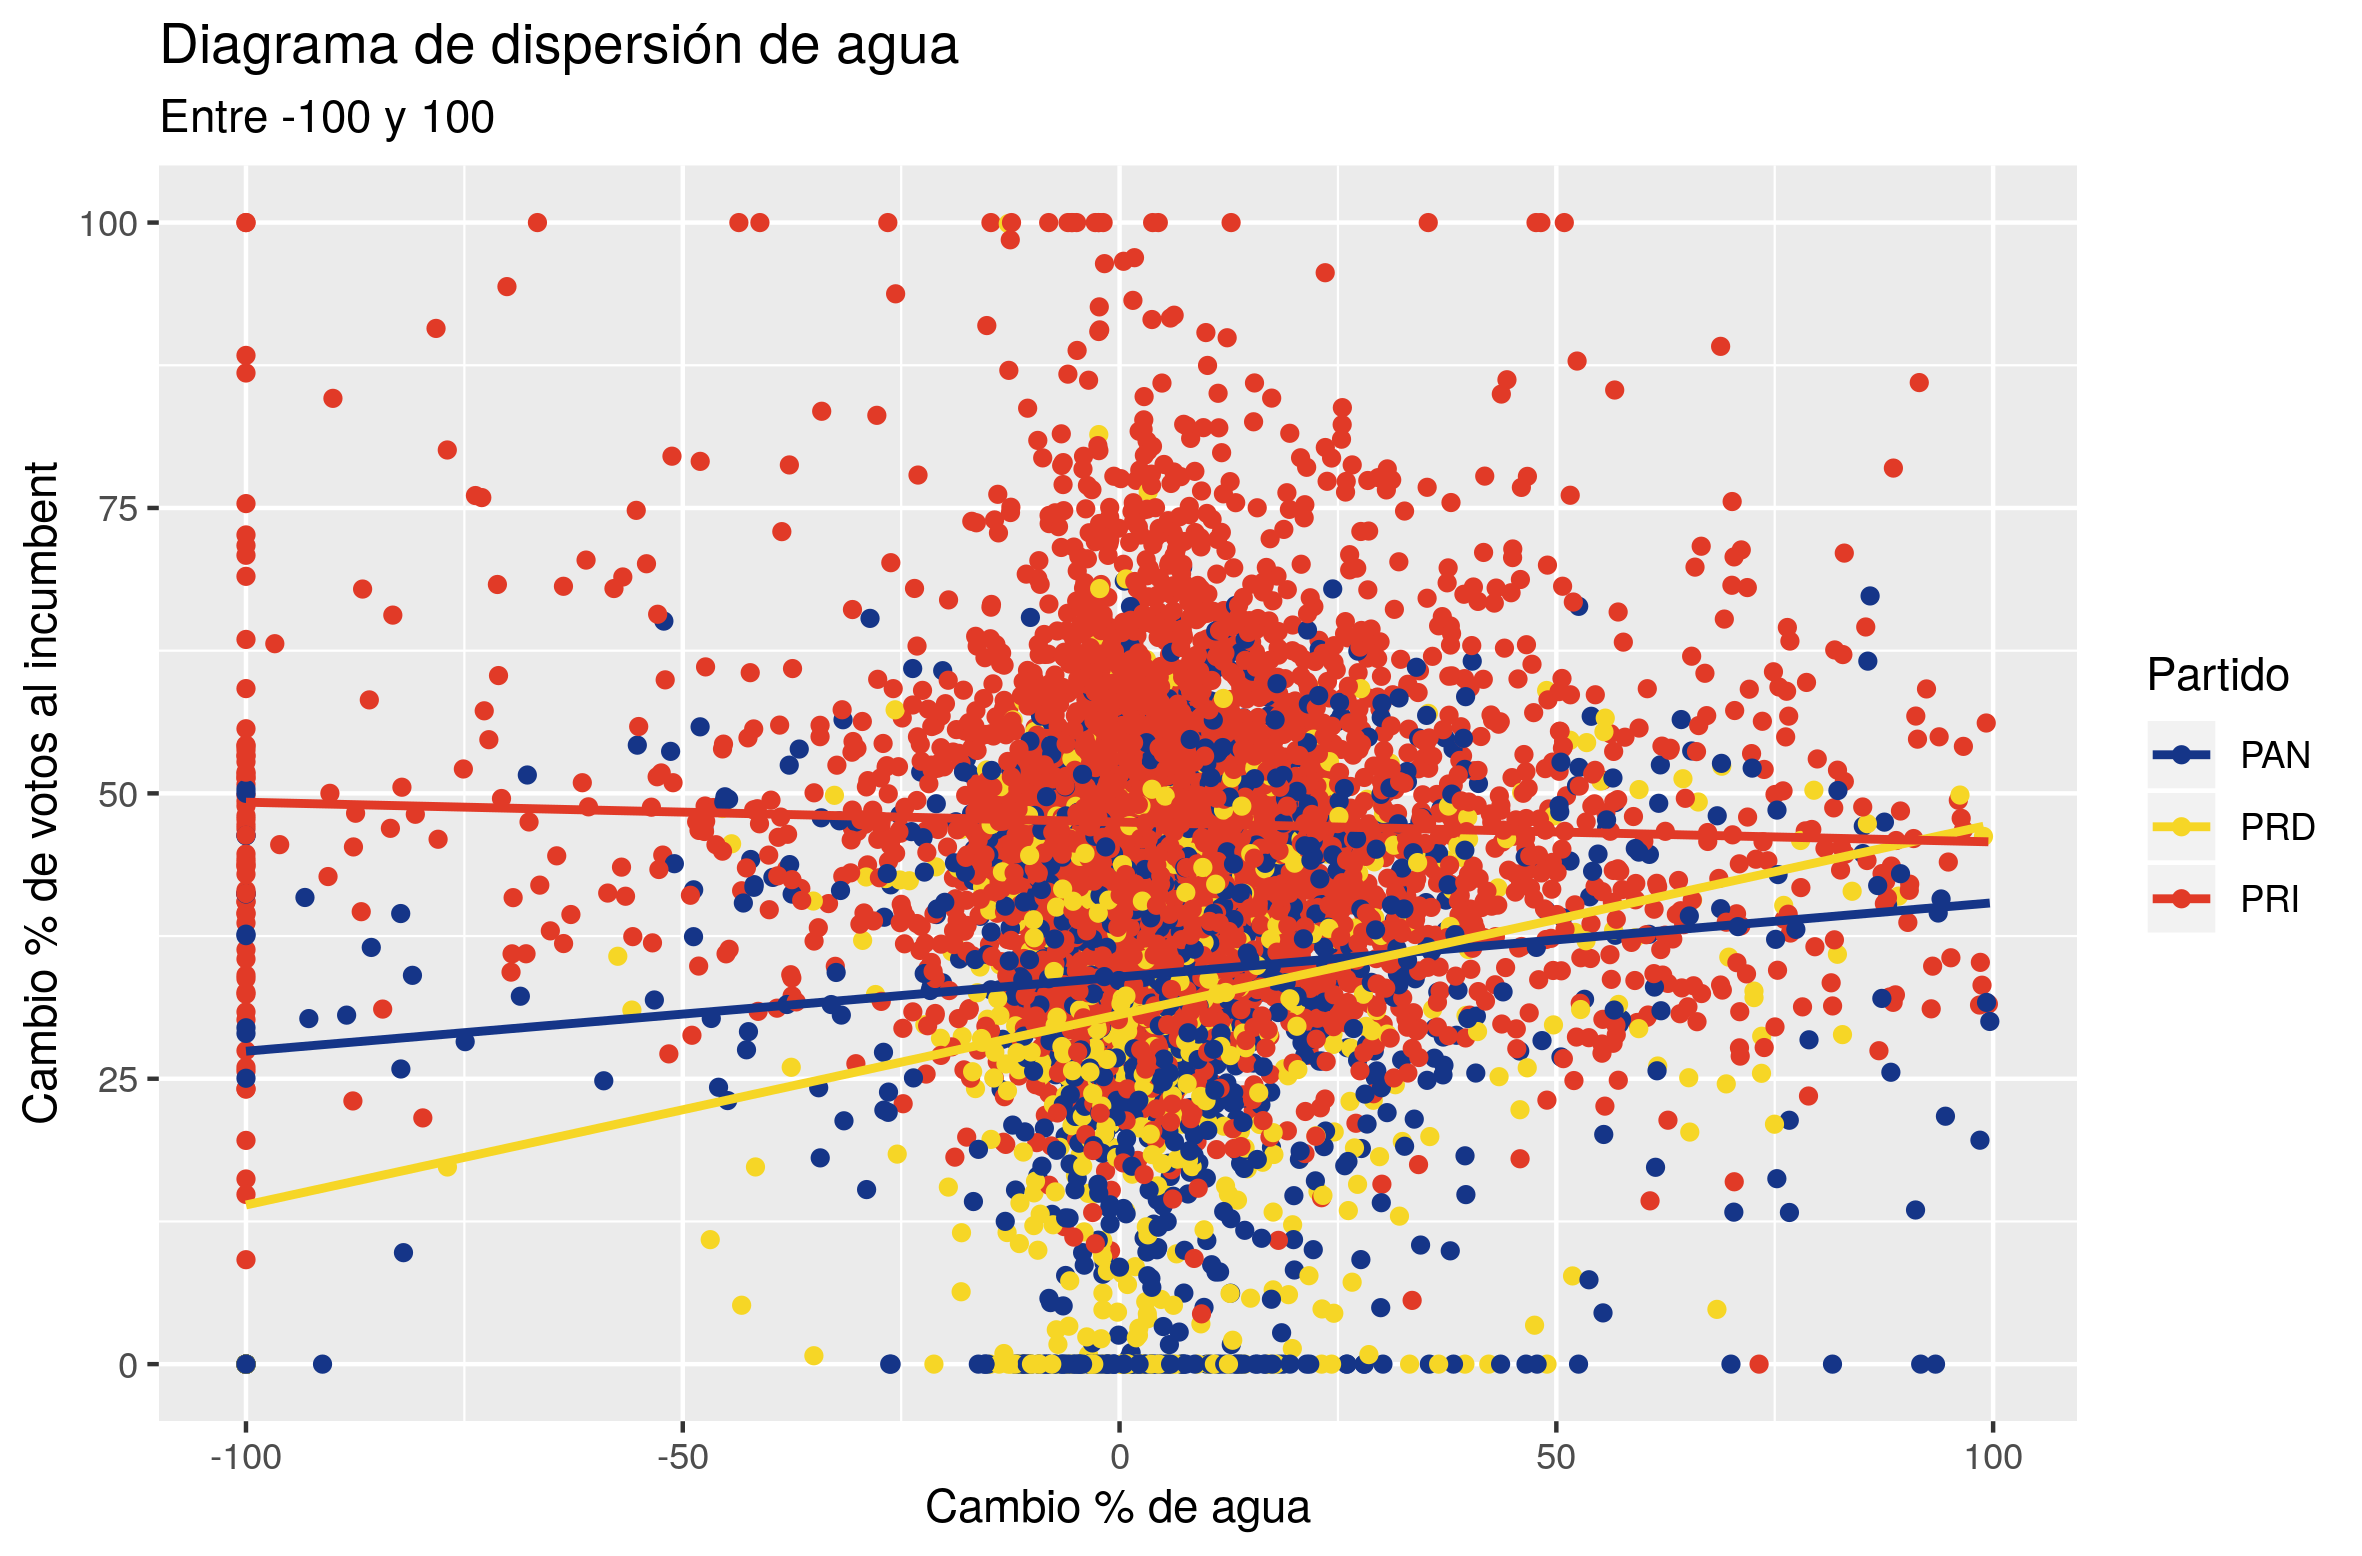 Diagrama de dispersión de agua
Entre -100 y 100
Cambio % de votos al incumbent
100
75
50
25
0
-100
-50
0
50
100
Cambio % de agua
Partido
PAN
PRD
PRI